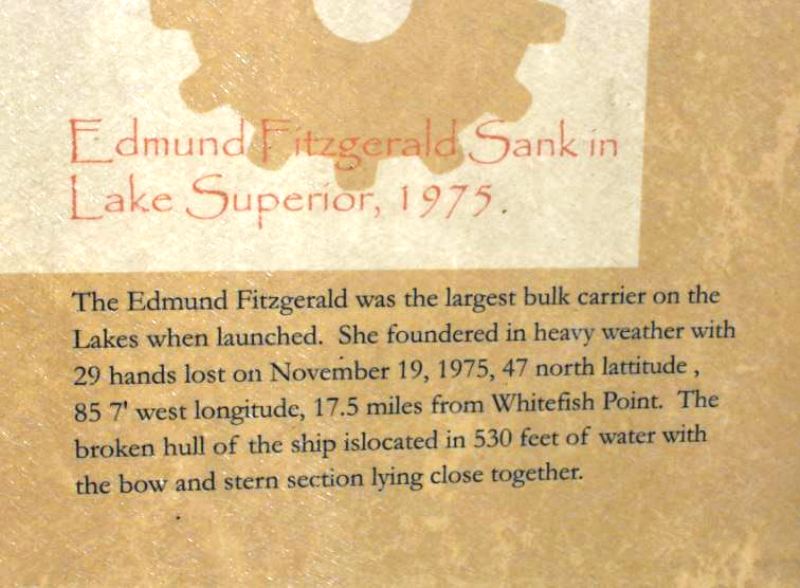 Edmund Fitzgerald Sank in
Lake Superior, 1975.
The Edmund Fitzgerald was the largest bulk carrier on the
Lakes when launched. She foundered in heavy weather with
29 hands lost on November 19, 1975, 47 north lattitude ,
85 7' west longitude, 17.5 miles from Whitefish Point. The
broken hull of the ship islocated in 530 feet of water with
the bow and stern section lying close together.